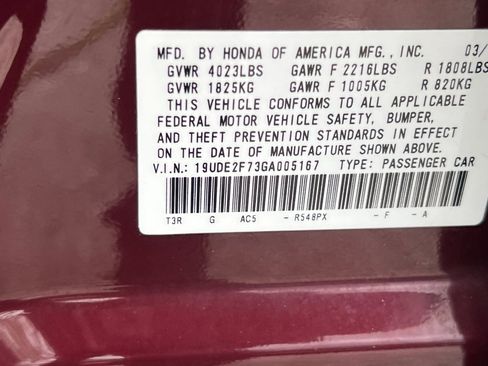 MFD. BY HONDA OF AMERICA MFG., INC. 03/
GVWR 4023LBS GAWR F 2216LBS R 1808LBS
GVWR 1825KG GAWR F 1005KG R 820KG
THIS VEHICLE CONFORMS TO ALL APPLICABLE
FEDERAL MOTOR VEHICLE SAFETY, BUMPER,
AND THEFT PREVENTION STANDARDS IN EFFECT
ON THE DATE OF MANUFACTURE SHOWN ABOVE.
V.I.N.: 19UDE2F73GA005167 TYPE: PASSENGER CAR
T3R G AC5 - R548PX - F - A